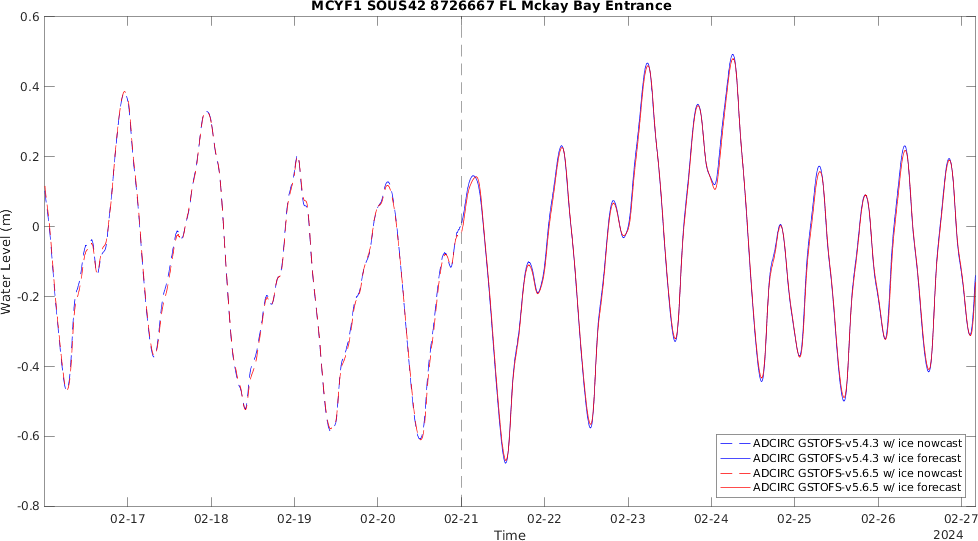 MCYF1 SOUS42 8726667 FL Mckay Bay Entrance
Water Level (m)
0.6
0.4
0.2
0
-0.2
-0.4
-0.6
-0.8
ADCIRC GSTOFS-v5.4.3 w/ ice nowcast
ADCIRC GSTOFS-v5.4.3 w/ ice forecast
ADCIRC GSTOFS-v5.6.5 w/ ice nowcast
ADCIRC GSTOFS-v5.6.5 w/ ice forecast
02-17 02-18 02-19 02-20 02-21 02-22 02-23 02-24 02-25 02-26 02-27
Time
2024